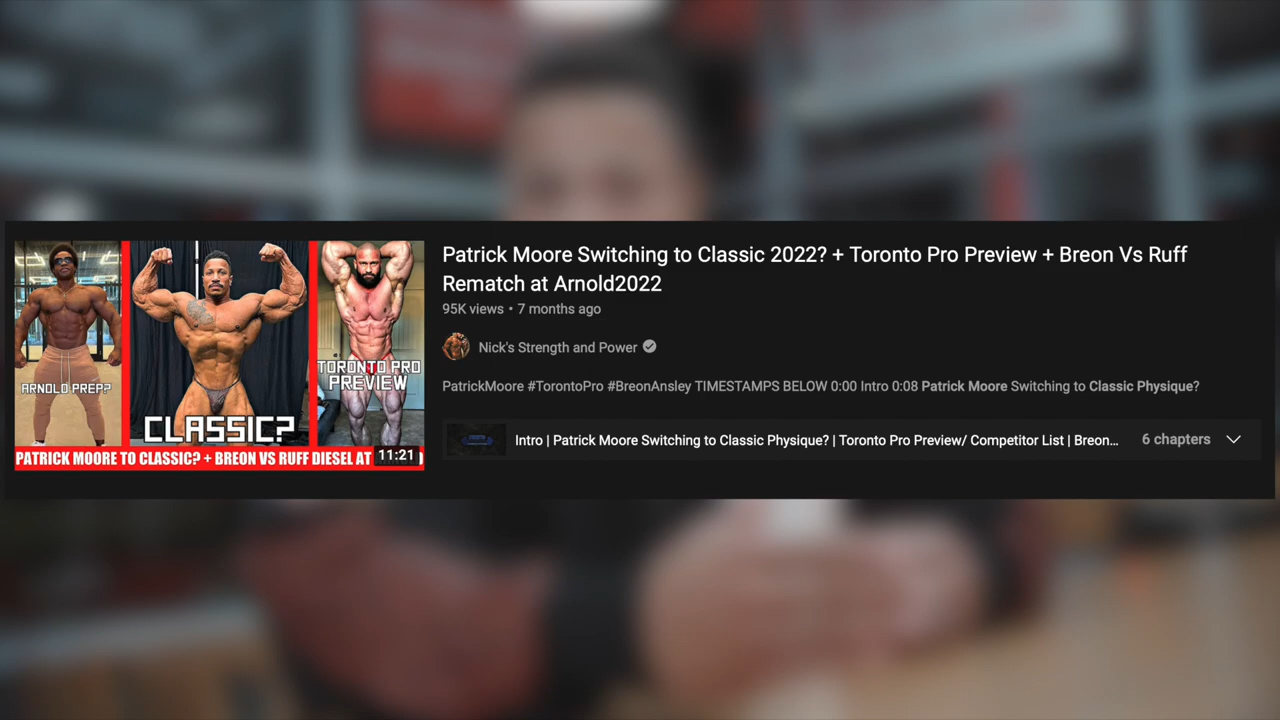 Patrick Moore Switching to Classic 2022? + Toronto Pro Preview + Breon Vs Ruff
Rematch at Arnold2022
95K views • 7 months ago
Nick's Strength and Power
PatrickMoore #TorontoPro #BreonAnsley TIMESTAMPS BELOW 0:00 Intro 0:08 Patrick Moore Switching to Classic Physique?
Intro | Patrick Moore Switching to Classic Physique? | Toronto Pro Preview/ Competitor List | Breon...
6 chapters
ARNOLD PREP?
CLASSIC?
TORONTO PRO
PREVIEW
PATRICK MOORE TO CLASSIC? + BREON VS RUFF DIESEL AT
11:21